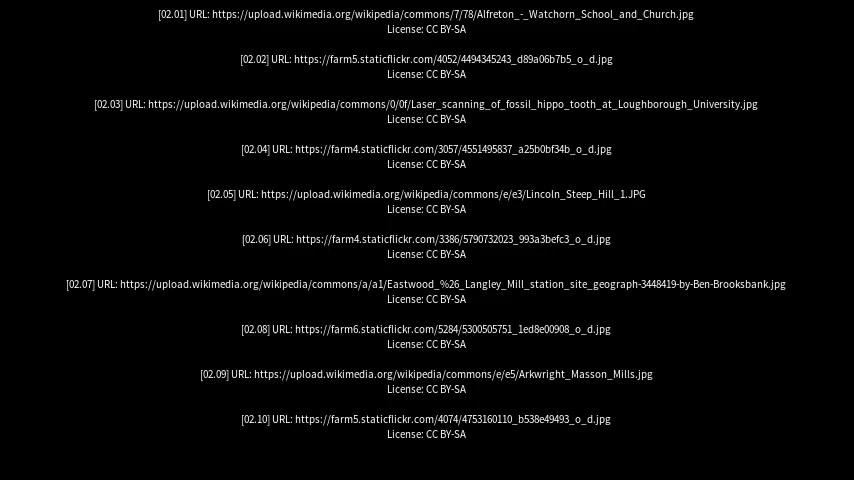 [02.01] URL: https://upload.wikimedia.org/wikipedia/commons/7/78/Alfreton_-_Watchorn_School_and_Church.jpg
License: CC BY-SA
[02.02] URL: https://farm5.staticflickr.com/4052/4494345243_d89a06b7b5_o_d.jpg
License: CC BY-SA
[02.03] URL: https://upload.wikimedia.org/wikipedia/commons/0/0f/Laser_scanning_of_fossil_hippo_tooth_at_Loughborough_University.jpg
License: CC BY-SA
[02.04] URL: https://farm4.staticflickr.com/3057/4551495837_a25b0bf34b_o_d.jpg
License: CC BY-SA
[02.05] URL: https://upload.wikimedia.org/wikipedia/commons/e/e3/Lincoln_Steep_Hill_1.JPG
License: CC BY-SA
[02.06] URL: https://farm4.staticflickr.com/3386/5790732023_993a3befc3_o_d.jpg
License: CC BY-SA
[02.07] URL: https://upload.wikimedia.org/wikipedia/commons/a/a1/Eastwood_%26_Langley_Mill_station_site_geograph-3448419-by-Ben-Brooksbank.jpg
License: CC BY-SA
[02.08] URL: https://farm6.staticflickr.com/5284/5300505751_1ed8e00908_o_d.jpg
License: CC BY-SA
[02.09] URL: https://upload.wikimedia.org/wikipedia/commons/e/e5/Arkwright_Masson_Mills.jpg
License: CC BY-SA
[02.10] URL: https://farm5.staticflickr.com/4074/4753160110_b538e49493_o_d.jpg
License: CC BY-SA